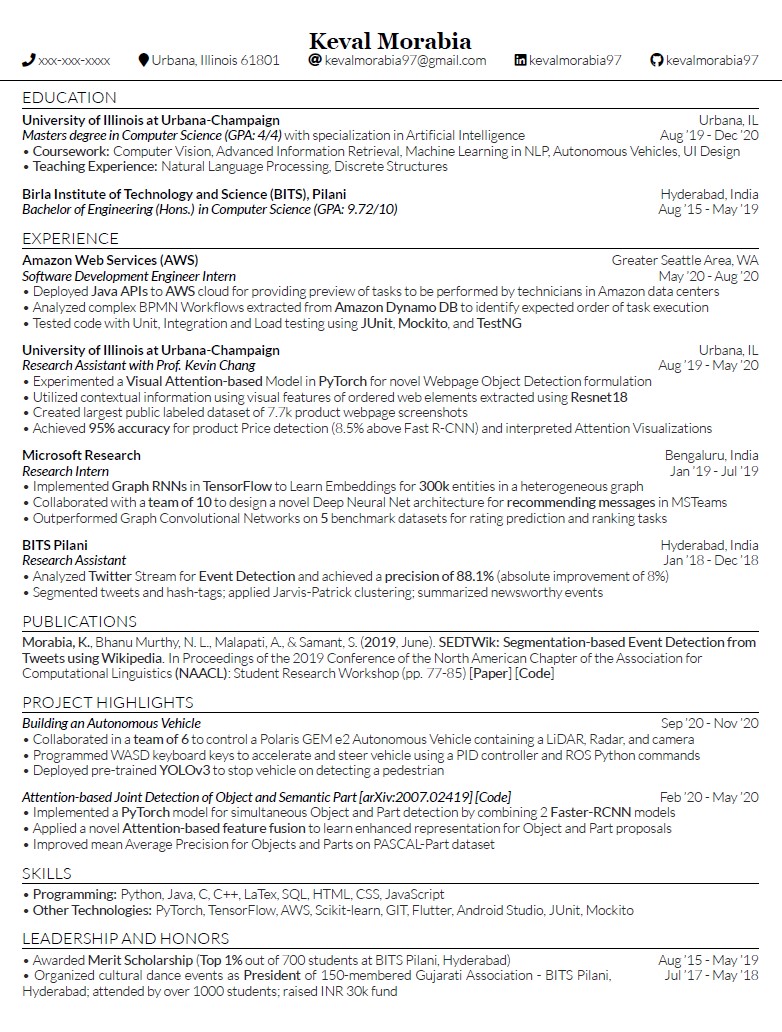 Keval Morabia
xxx-xxx-xxxx Urbana, Illinois 61801 kevalmorabia97@gmail.com kevalmorabia97 kevalmorabia97
EDUCATION
University of Illinois at Urbana-Champaign Urbana, IL
Masters degree in Computer Science (GPA: 4/4) with specialization in Artificial Intelligence Aug '19 - Dec '20
• Coursework: Computer Vision, Advanced Information Retrieval, Machine Learning in NLP, Autonomous Vehicles, UI Design
• Teaching Experience: Natural Language Processing, Discrete Structures
Birla Institute of Technology and Science (BITS), Pilani Hyderabad, India
Bachelor of Engineering (Hons.) in Computer Science (GPA: 9.72/10) Aug '15 - May '19
EXPERIENCE
Amazon Web Services (AWS) Greater Seattle Area, WA
Software Development Engineer Intern May '20 - Aug '20
• Deployed Java APIs to AWS cloud for providing preview of tasks to be performed by technicians in Amazon data centers
• Analyzed complex BPMN Workflows extracted from Amazon Dynamo DB to identify expected order of task execution
• Tested code with Unit, Integration and Load testing using JUnit, Mockito, and TestNG
University of Illinois at Urbana-Champaign Urbana, IL
Research Assistant with Prof. Kevin Chang Aug '19 - May '20
• Experimented a Visual Attention-based Model in PyTorch for novel Webpage Object Detection formulation
• Utilized contextual information using visual features of ordered web elements extracted using Resnet18
• Created largest public labeled dataset of 7.7k product webpage screenshots
• Achieved 95% accuracy for product Price detection (8.5% above Fast R-CNN) and interpreted Attention Visualizations
Microsoft Research Bengaluru, India
Research Intern Jan '19 - Jul '19
• Implemented Graph RNNs in TensorFlow to Learn Embeddings for 300k entities in a heterogeneous graph
• Collaborated with a team of 10 to design a novel Deep Neural Net architecture for recommending messages in MSTeams
• Outperformed Graph Convolutional Networks on 5 benchmark datasets for rating prediction and ranking tasks
BITS Pilani Hyderabad, India
Research Assistant Jan '18 - Dec '18
• Analyzed Twitter Stream for Event Detection and achieved a precision of 88.1% (absolute improvement of 8%)
• Segmented tweets and hash-tags; applied Jarvis-Patrick clustering; summarized newsworthy events
PUBLICATIONS
Morabia, K., Bhanu Murthy, N. L., Malapati, A., & Samant, S. (2019, June). SEDTWik: Segmentation-based Event Detection from
Tweets using Wikipedia. In Proceedings of the 2019 Conference of the North American Chapter of the Association for
Computational Linguistics (NAACL): Student Research Workshop (pp. 77-85) [Paper] [Code]
PROJECT HIGHLIGHTS
Building an Autonomous Vehicle Sep '20 - Nov '20
• Collaborated in a team of 6 to control a Polaris GEM e2 Autonomous Vehicle containing a LiDAR, Radar, and camera
• Programmed WASD keyboard keys to accelerate and steer vehicle using a PID controller and ROS Python commands
• Deployed pre-trained YOLOv3 to stop vehicle on detecting a pedestrian
Attention-based Joint Detection of Object and Semantic Part [arXiv:2007.02419] [Code] Feb '20 - May '20
• Implemented a PyTorch model for simultaneous Object and Part detection by combining 2 Faster-RCNN models
• Applied a novel Attention-based feature fusion to learn enhanced representation for Object and Part proposals
• Improved mean Average Precision for Objects and Parts on PASCAL-Part dataset
SKILLS
• Programming: Python, Java, C, C++, LaTex, SQL, HTML, CSS, JavaScript
• Other Technologies: PyTorch, TensorFlow, AWS, Scikit-learn, GIT, Flutter, Android Studio, JUnit, Mockito
LEADERSHIP AND HONORS
• Awarded Merit Scholarship (Top 1% out of 700 students at BITS Pilani, Hyderabad) Aug '15 - May '19
• Organized cultural dance events as President of 150-membered Gujarati Association - BITS Pilani, Jul '17 - May '18
Hyderabad; attended by over 1000 students; raised INR 30k fund